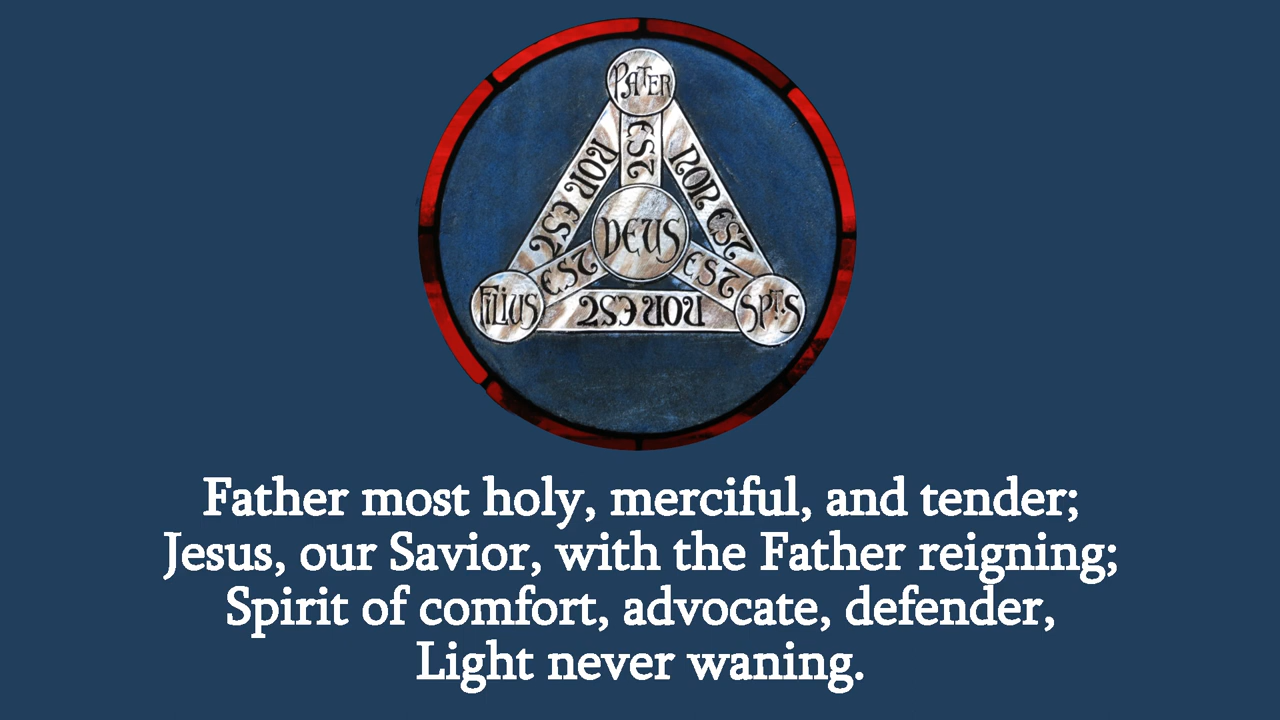 PATER
EST
NON EST
NON EST
DEUS
EST
EST
FILIUS
NON EST
SPT·S
Father most holy, merciful, and tender;
Jesus, our Savior, with the Father reigning;
Spirit of comfort, advocate, defender,
Light never waning.